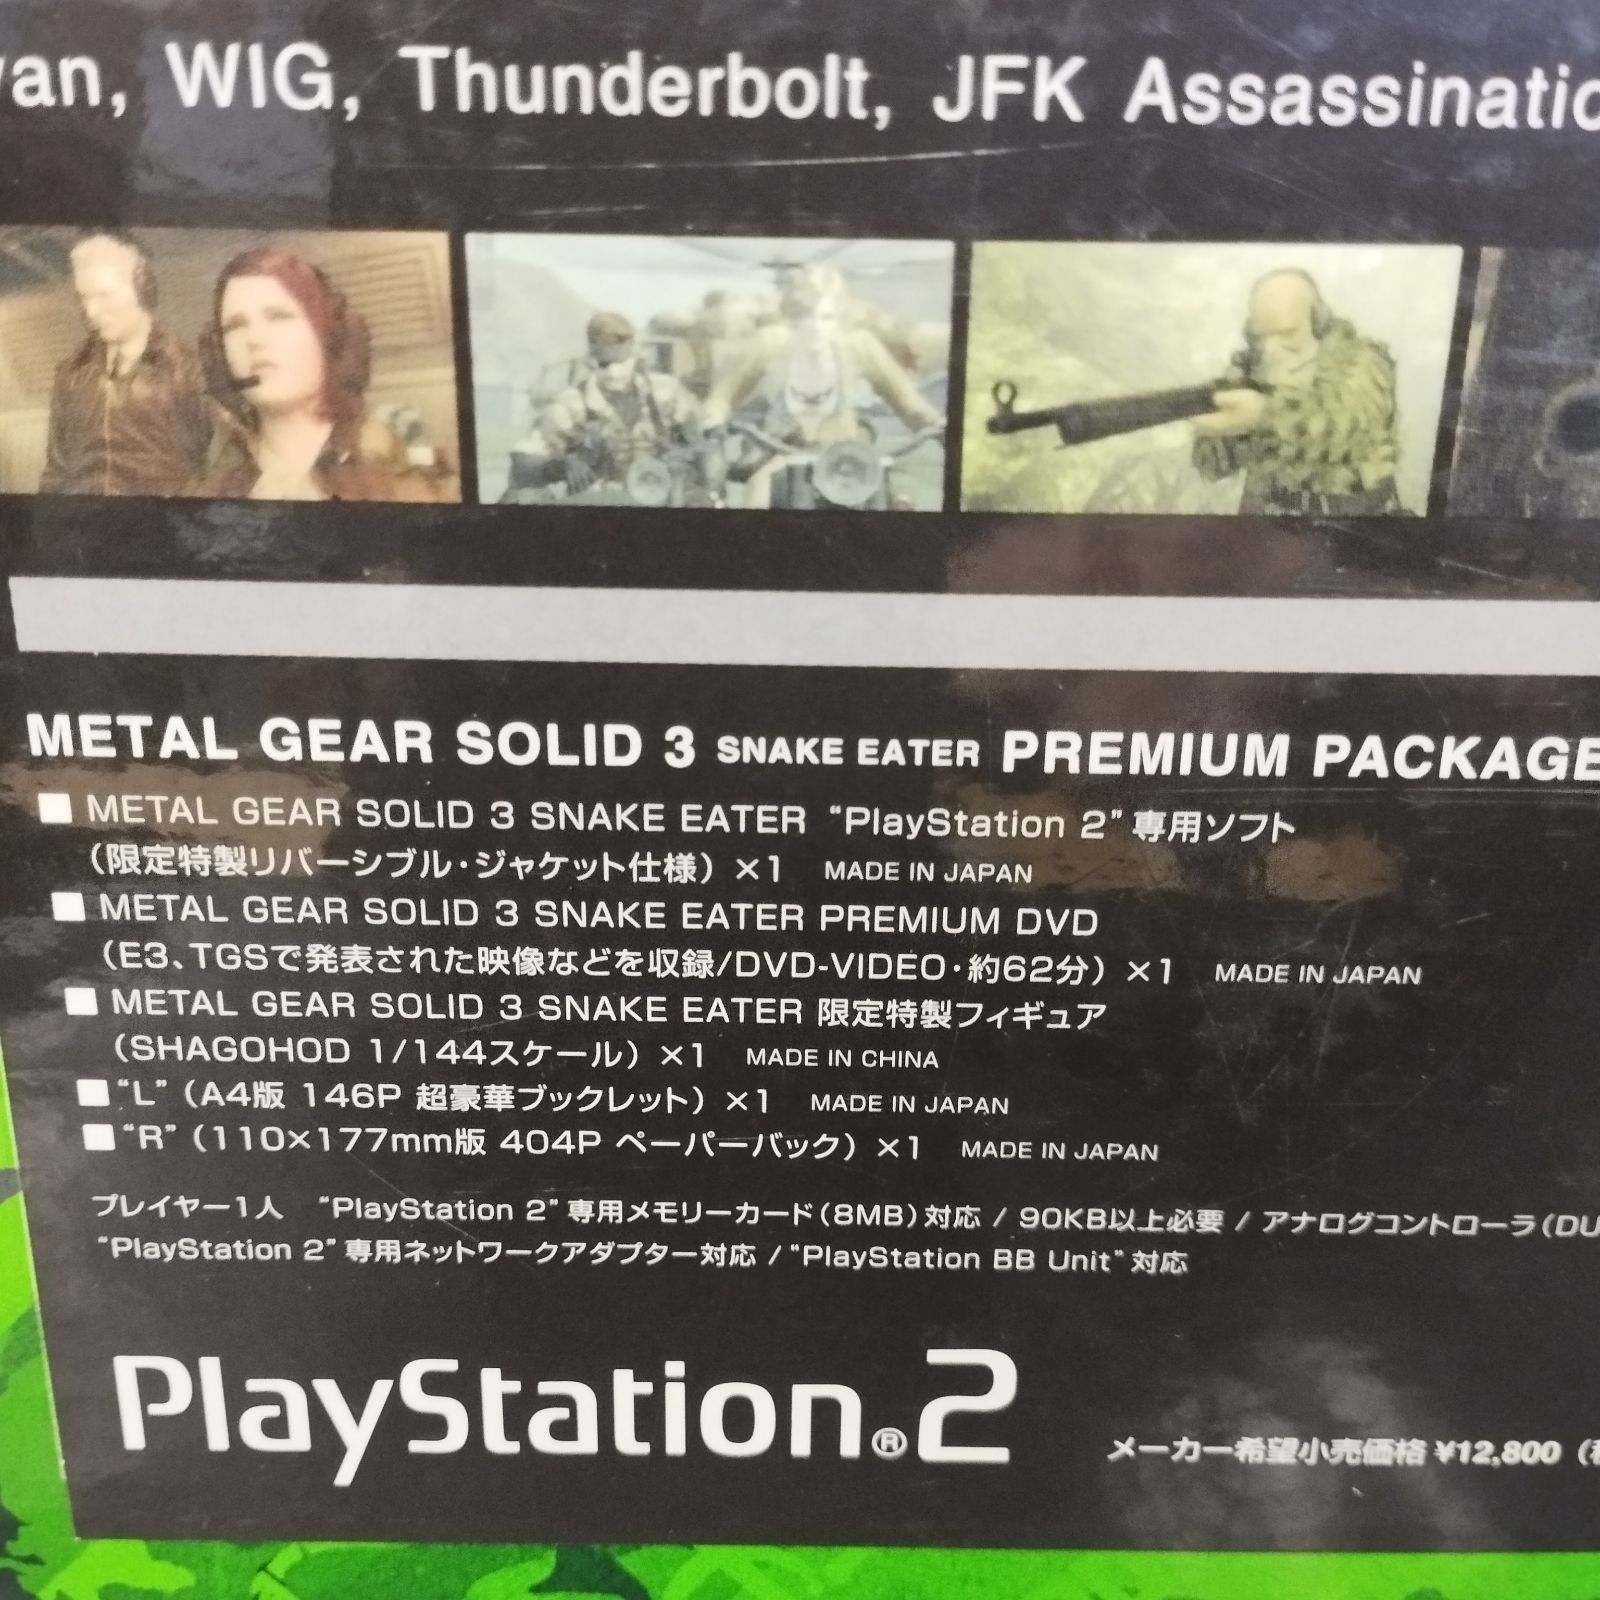 WIG, Thunderbolt, JFK
METAL GEAR SOLID 3 SNAKE EATER PREMIUM PACKAGE
■ METAL GEAR SOLID 3 SNAKE EATER “PlayStation 2” 専用ソフト
（限定特製リバーシブル・ジャケット仕様）×1 MADE IN JAPAN
■ METAL GEAR SOLID 3 SNAKE EATER PREMIUM DVD
（E3、TGSで発表された映像などを収録/DVD-VIDEO・約62分）×1 MADE IN JAPAN
■ METAL GEAR SOLID 3 SNAKE EATER 限定特製フィギュア
（SHAGOHOD 1/144スケール）×1 MADE IN CHINA
■ “L”（A4版 146P 超豪華ブックレット）×1 MADE IN JAPAN
■ “R”（110×177mm版 404P ペーパーバック）×1 MADE IN JAPAN
プレイヤー1人 “PlayStation 2” 専用メモリーカード（8MB）対応 / 90KB以上必要 / アナログコントローラ（DU
“PlayStation 2” 専用ネットワークアダプター対応 / “PlayStation BB Unit” 対応
PlayStation®2
メーカー希望小売価格 ¥12,800